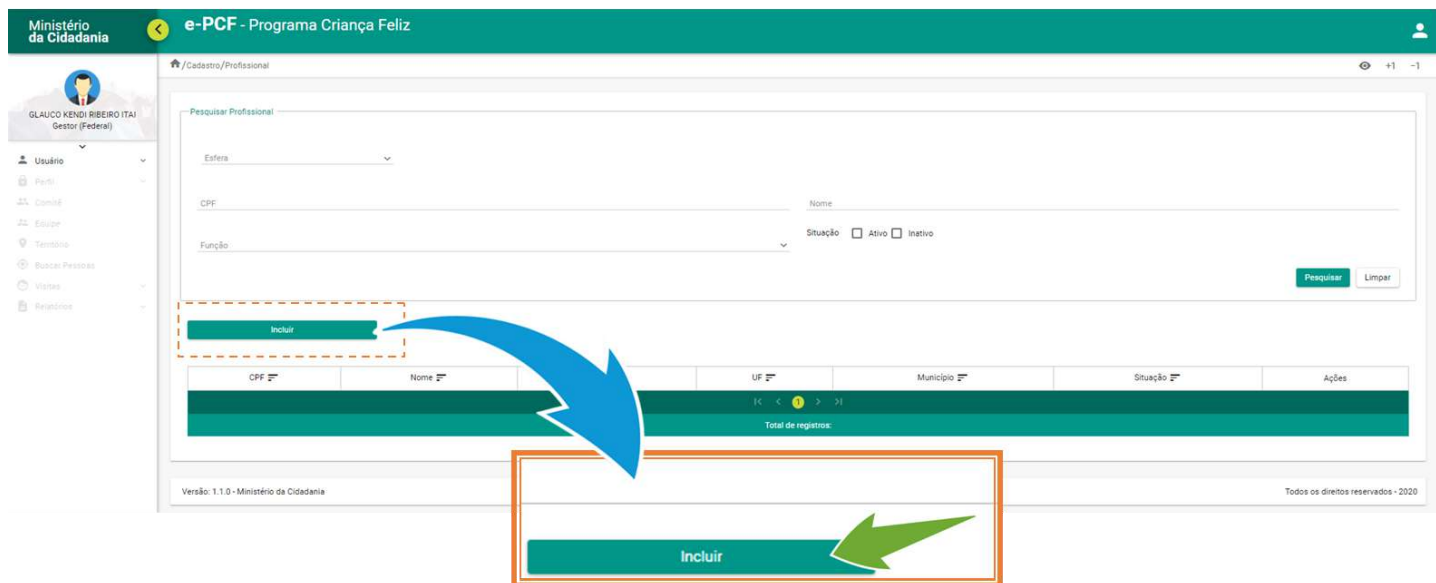 Ministério
da Cidadania
e-PCF - Programa Criança Feliz
/Cadastro/Profissional
+1 -1
GLAUCO KENDI RIBEIRO ITAI
Gestor (Federal)
Usuário
Perfil
Comitê
Equipe
Território
Buscar Pessoas
Visitas
Relatórios
Pesquisar Profissional
Esfera
CPF
Nome
Função
Situação Ativo Inativo
Pesquisar Limpar
Incluir
CPF Nome UF Município Situação Ações
1
Total de registros:
Versão: 1.1.0 - Ministério da Cidadania
Todos os direitos reservados - 2020
Incluir